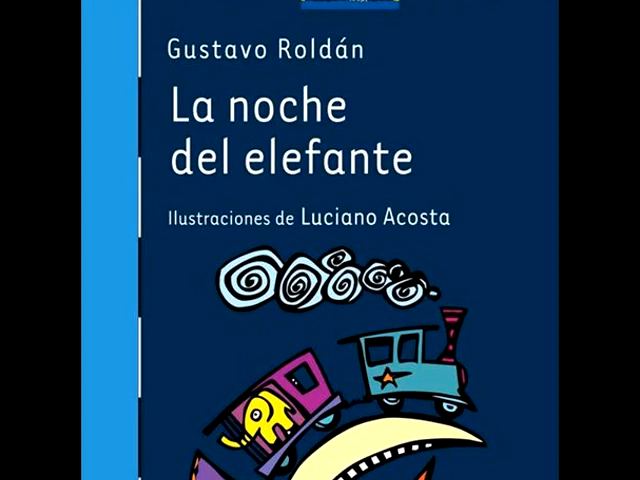 Gustavo Roldán
La noche
del elefante
Ilustraciones de Luciano Acosta